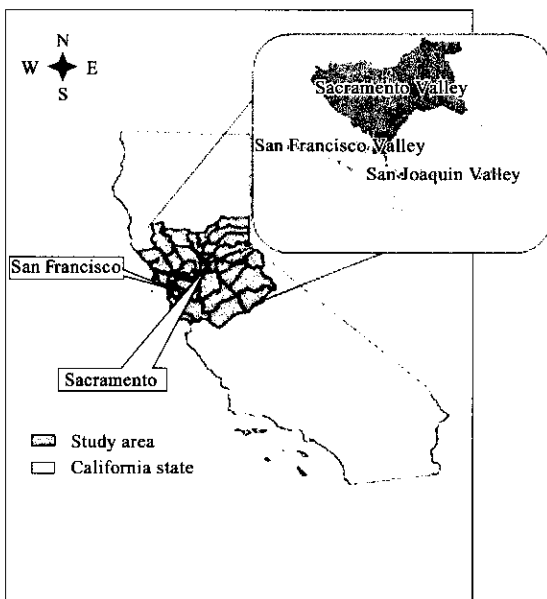 N
W E
S
Sacramento Valley
San Francisco Valley
San Joaquin Valley
San Francisco
Sacramento
Study area
California state